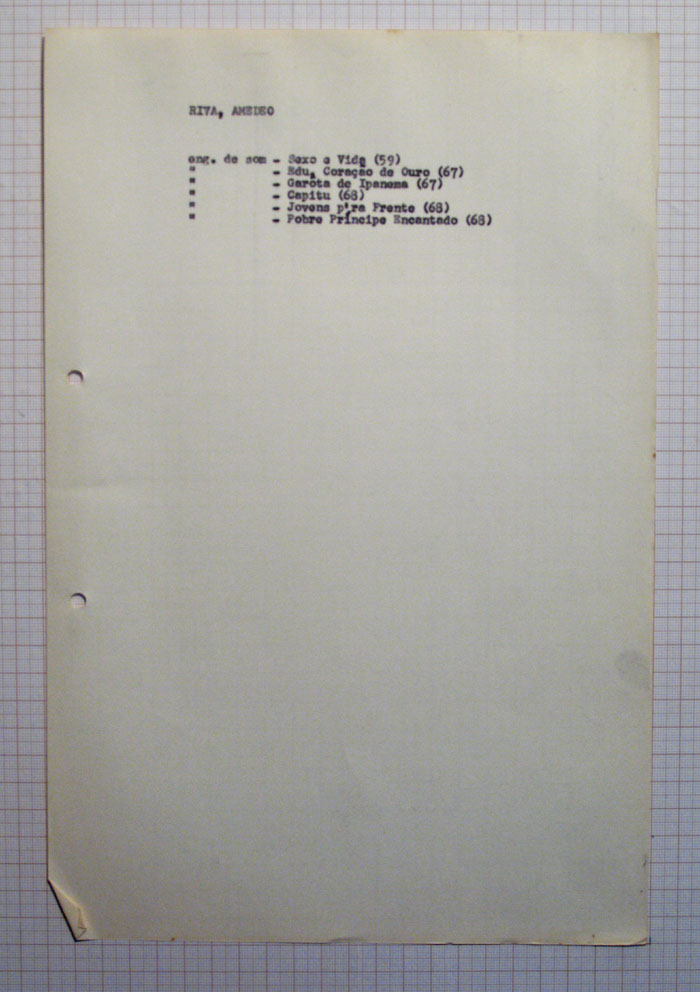 RIVA, AMEDEO
eng. de som - Sexo e Vida (59)
" - Edu, Coração de Ouro (67)
" - Garota de Ipanema (67)
" - Capitu (68)
" - Jovens p'ra Frente (68)
" - Pobre Príncipe Encantado (68)